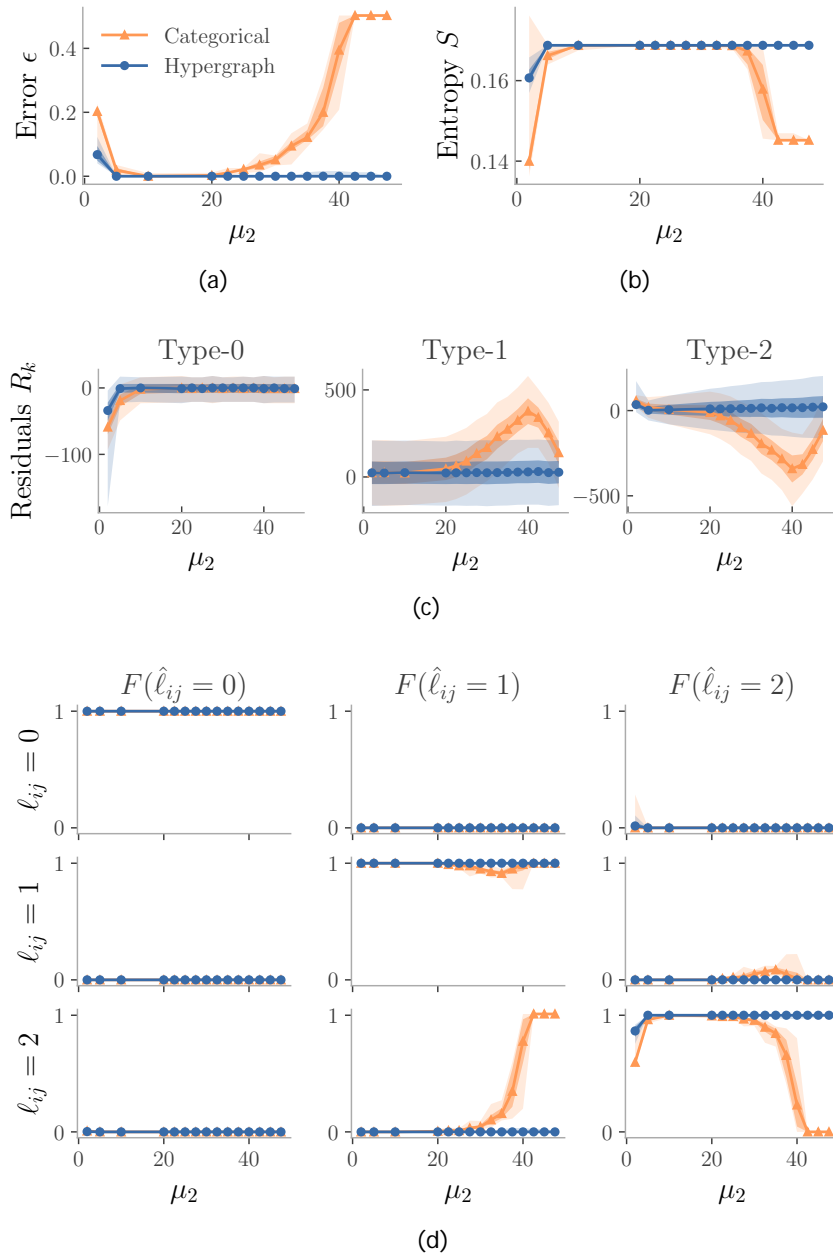 Categorical
Hypergraph
Error ϵ
0.4
0.2
0.0
0 20 40
μ₂
(a)
Entropy S
0.16
0.14
0 20 40
μ₂
(b)
Type-0 Type-1 Type-2
Residuals Rₖ
0
−100
0 20 40
μ₂
500
0
0 20 40
μ₂
0
−500
0 20 40
μ₂
(c)
F(ℓ̂ᵢⱼ = 0) F(ℓ̂ᵢⱼ = 1) F(ℓ̂ᵢⱼ = 2)
ℓᵢⱼ = 0
1 1 1
0 0
ℓᵢⱼ = 1
1 1
0 0
ℓᵢⱼ = 2
1 1
0 0 0
0 20 40 0 20 40 0 20 40
μ₂ μ₂ μ₂
(d)